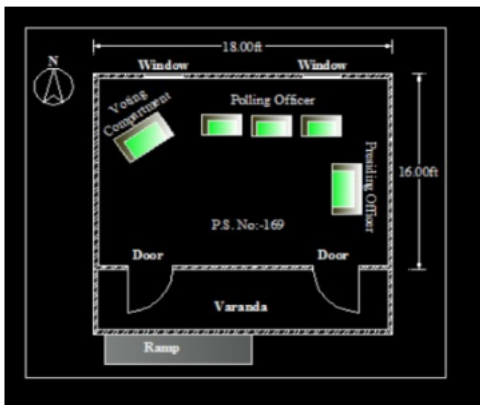 18.00ft
N
Window
Window
Voting
Compartment
Polling Officer
Presiding Officer
16.00ft
P.S. No:-169
Door
Door
Varanda
Ramp